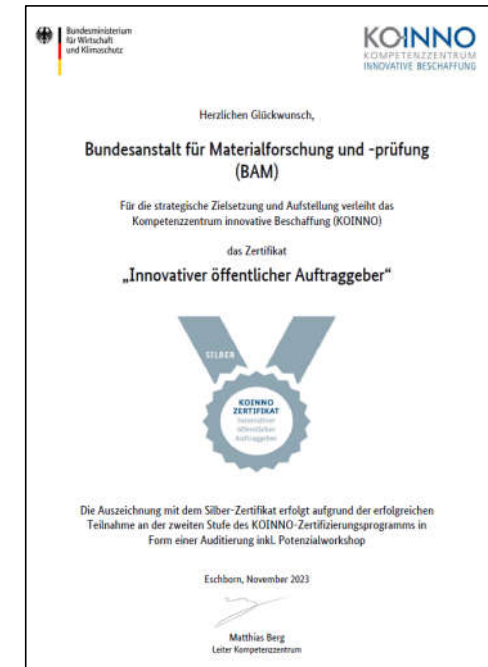 Bundesministerium
für Wirtschaft
und Klimaschutz
KOINNO
KOMPETENZZENTRUM
INNOVATIVE BESCHAFFUNG
Herzlichen Glückwunsch,
Bundesanstalt für Materialforschung und -prüfung
(BAM)
Für die strategische Zielsetzung und Aufstellung verleiht das
Kompetenzzentrum innovative Beschaffung (KOINNO)
das Zertifikat
„Innovativer öffentlicher Auftraggeber“
SILBER
KOINNO
ZERTIFIKAT
Innovativer
öffentlicher
Auftraggeber
Die Auszeichnung mit dem Silber-Zertifikat erfolgt aufgrund der erfolgreichen
Teilnahme an der zweiten Stufe des KOINNO-Zertifizierungsprogramms in
Form einer Auditierung inkl. Potenzialworkshop
Eschborn, November 2023
Matthias Berg
Leiter Kompetenzzentrum